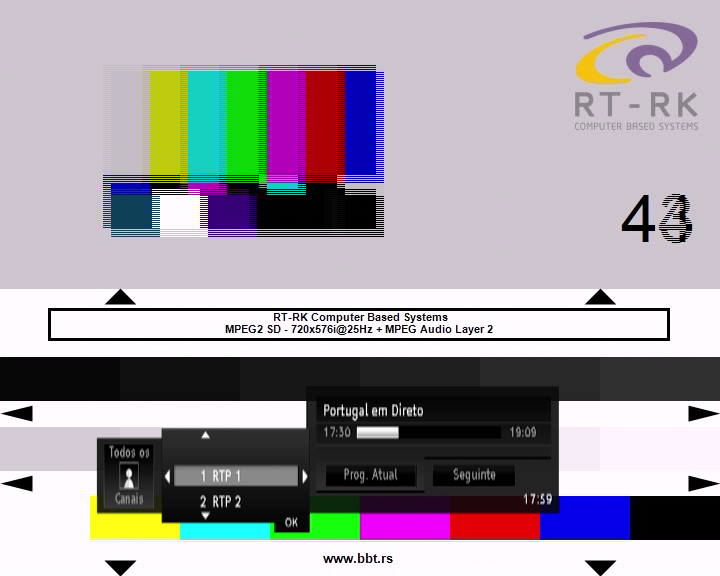 RT-RK
COMPUTER BASED SYSTEMS
RT-RK Computer Based Systems
MPEG2 SD - 720x576i@25Hz + MPEG Audio Layer 2
Portugal em Direto
17:30 19:09
Todos os
Canais
1 RTP 1
2 RTP 2
OK
Prog. Atual Seguinte
17:59
www.bbt.rs